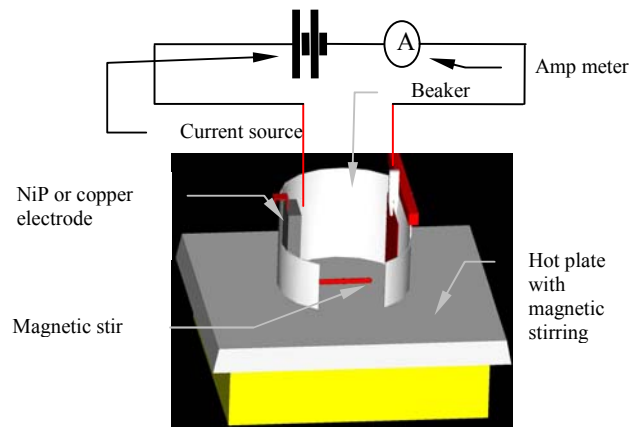 A
Amp meter
Beaker
Current source
NiP or copper
electrode
Hot plate
with
magnetic
stirring
Magnetic stir